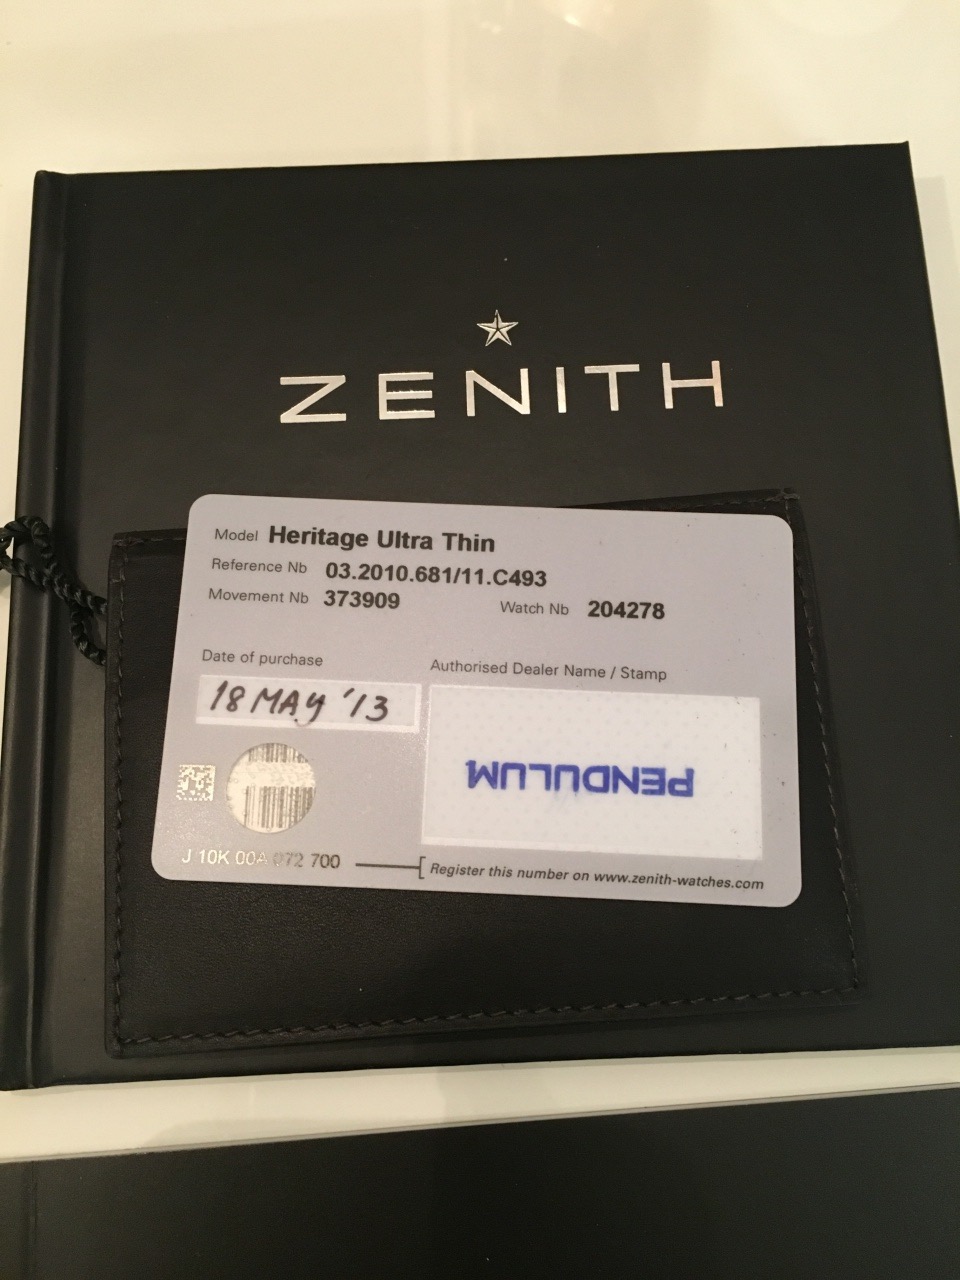 ZENITH
Model Heritage Ultra Thin
Reference Nb 03.2010.681/11.C493
Movement Nb 373909 Watch Nb 204278
Date of purchase Authorised Dealer Name / Stamp
18 MAY '13
PENDULUM
J 10K 00A 072 700 Register this number on www.zenith-watches.com